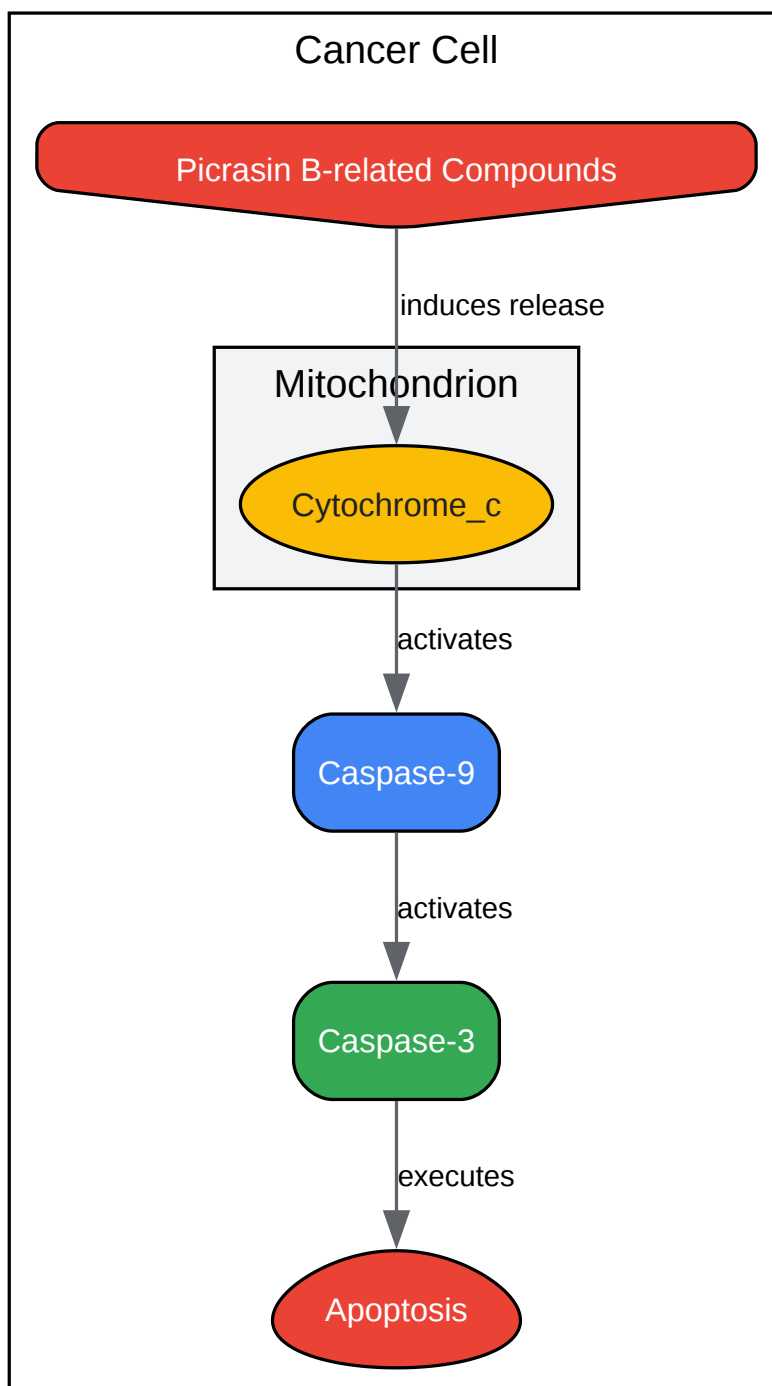 Cancer Cell
Picrasin B-related Compounds
induces release
Mitochondrion
Cytochrome_c
activates
Caspase-9
activates
Caspase-3
executes
Apoptosis